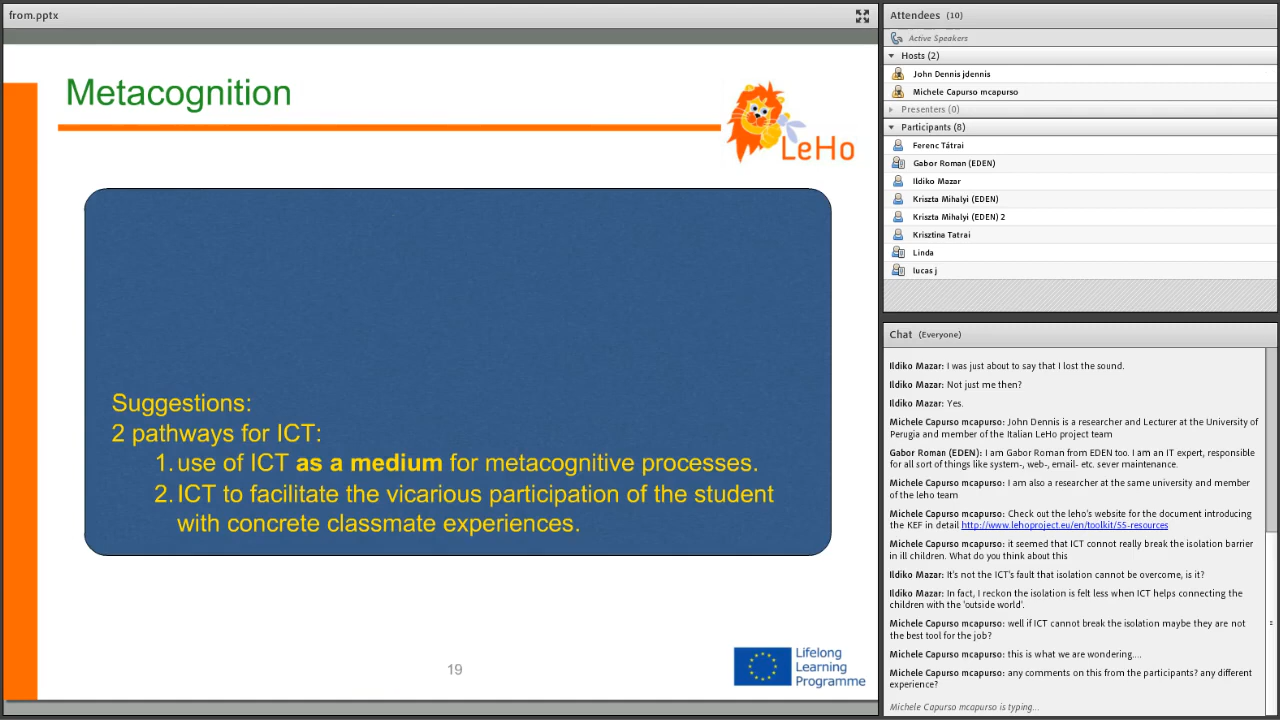 from.pptx
Metacognition
LeHo
Suggestions:
2 pathways for ICT:
1. use of ICT as a medium for metacognitive processes.
2. ICT to facilitate the vicarious participation of the student
with concrete classmate experiences.
19
Lifelong
Learning
Programme
Attendees (10)
Active Speakers
Hosts (2)
John Dennis jdennis
Michele Capurso mcapurso
Presenters (0)
Participants (8)
Ferenc Tátrai
Gabor Roman (EDEN)
Ildiko Mazar
Kriszta Mihalyi (EDEN)
Kriszta Mihalyi (EDEN) 2
Krisztina Tatrai
Linda
lucas j
Chat (Everyone)
Ildiko Mazar: I was just about to say that I lost the sound.
Ildiko Mazar: Not just me then?
Ildiko Mazar: Yes.
Michele Capurso mcapurso: John Dennis is a researcher and Lecturer at the University of
Perugia and member of the Italian LeHo project team
Gabor Roman (EDEN): I am Gabor Roman from EDEN too. I am an IT expert, responsible
for all sort of things like system-, web-, email- etc. sever maintenance.
Michele Capurso mcapurso: I am also a researcher at the same university and member
of the leho team
Michele Capurso mcapurso: Check out the leho's website for the document introducing
the KEF in detail http://www.lehoproject.eu/en/toolkit/55-resources
Michele Capurso mcapurso: it seemed that ICT cannot really break the isolation barrier
in ill children. What do you think about this
Ildiko Mazar: It's not the ICT's fault that isolation cannot be overcome, is it?
Ildiko Mazar: In fact, I reckon the isolation is felt less when ICT helps connecting the
children with the 'outside world'.
Michele Capurso mcapurso: well if ICT cannot break the isolation maybe they are not
the best tool for the job?
Michele Capurso mcapurso: this is what we are wondering....
Michele Capurso mcapurso: any comments on this from the participants? any different
experience?
Michele Capurso mcapurso is typing...